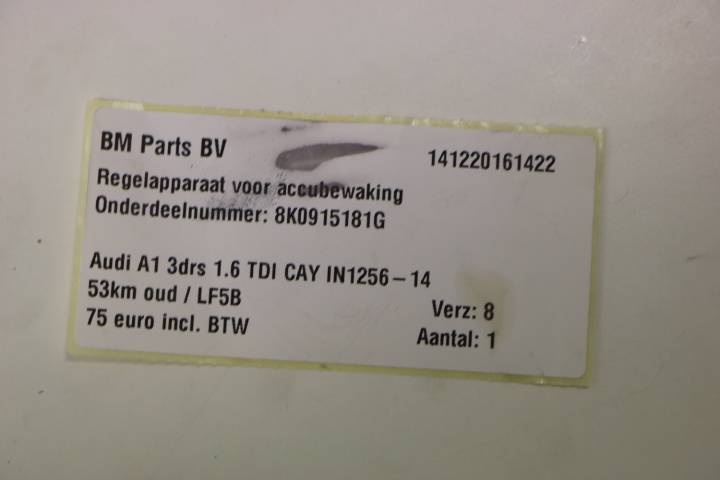 BM Parts BV 141220161422
Regelapparaat voor accubewaking
Onderdeelnummer: 8K0915181G
Audi A1 3drs 1.6 TDI CAY IN1256-14
53km oud / LF5B Verz: 8
75 euro incl. BTW Aantal: 1